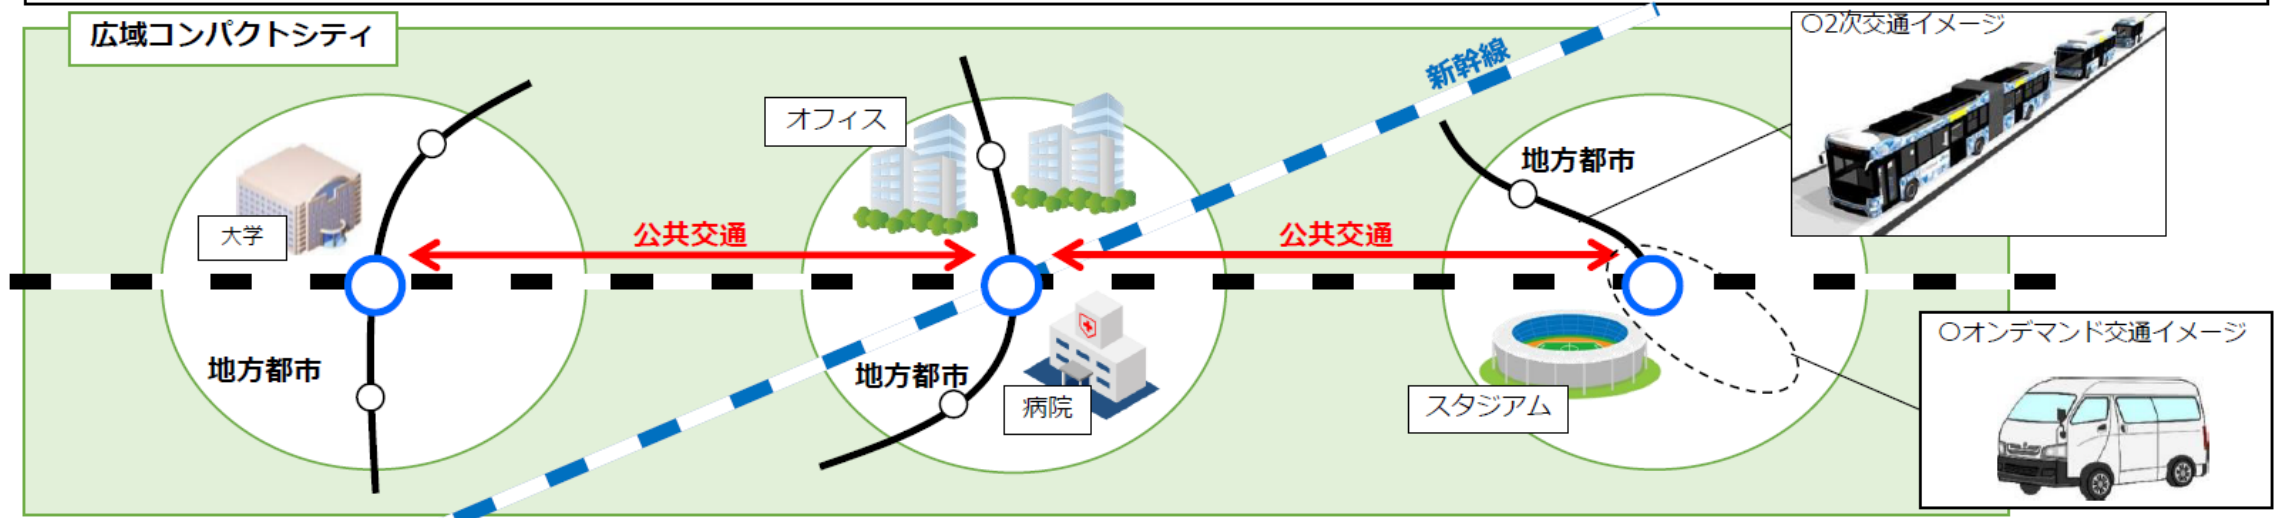 広域コンパクトシティ
〇2次交通イメージ
新幹線
オフィス
地方都市
大学
公共交通
公共交通
地方都市
地方都市
病院
スタジアム
〇オンデマンド交通イメージ